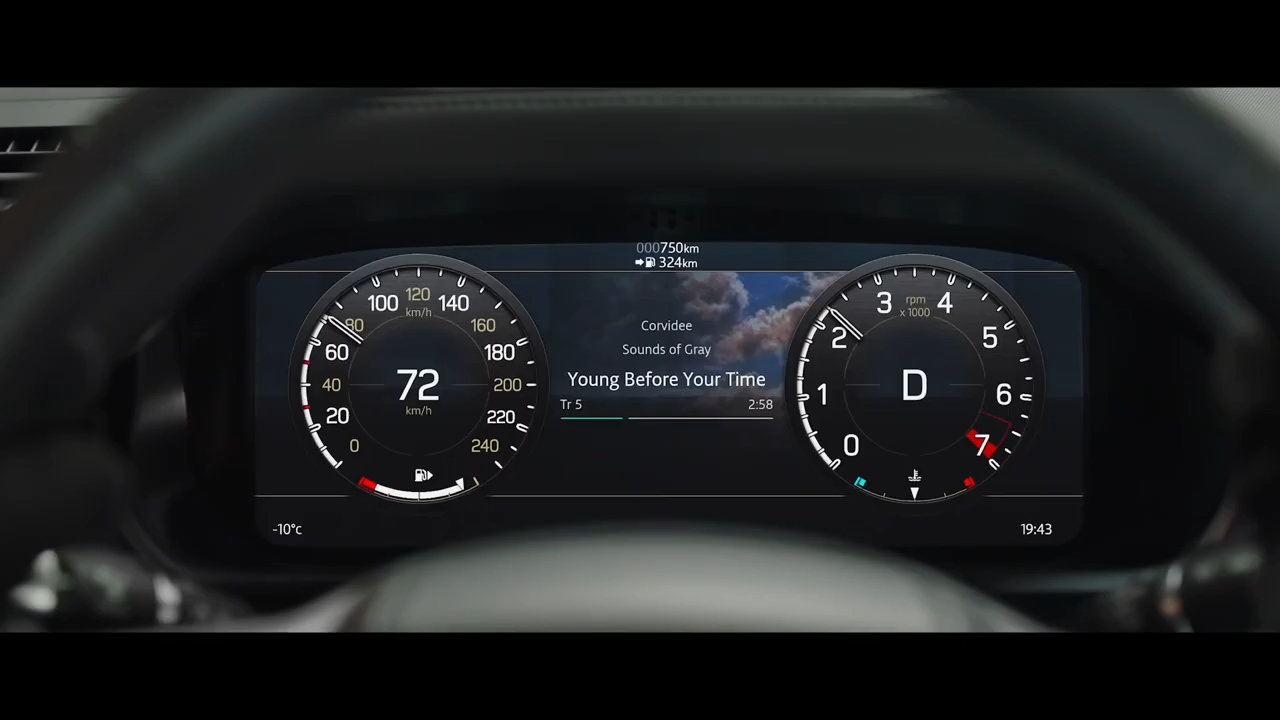 000750km
324km
0
20
40
60
80
100
120
km/h
140
160
180
200
220
240
72
km/h
Corvidee
Sounds of Gray
Young Before Your Time
Tr 5 2:58
0
1
2
3
rpm
x 1000
4
5
6
7
D
-10°c
19:43